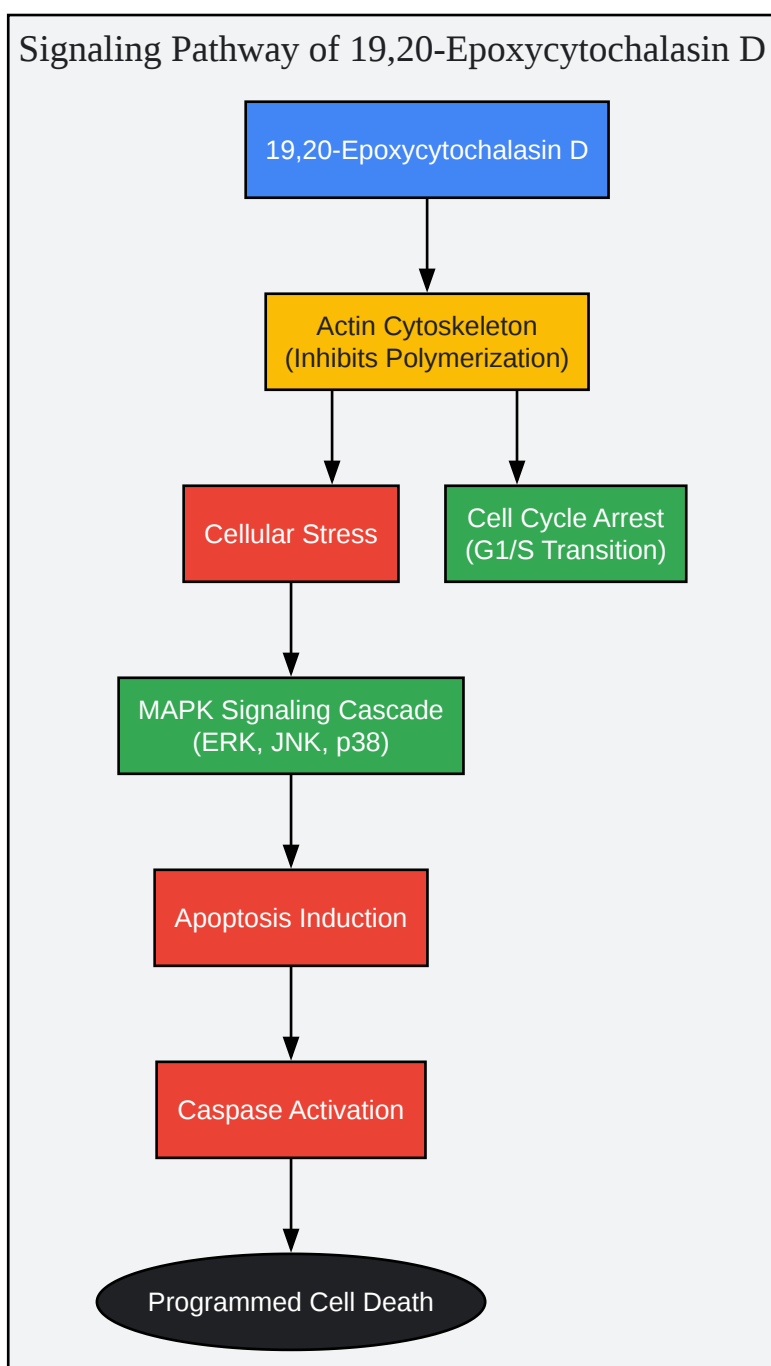 Signaling Pathway of 19,20-Epoxycytochalasin D
19,20-Epoxycytochalasin D
Actin Cytoskeleton
(Inhibits Polymerization)
Cellular Stress
Cell Cycle Arrest
(G1/S Transition)
MAPK Signaling Cascade
(ERK, JNK, p38)
Apoptosis Induction
Caspase Activation
Programmed Cell Death